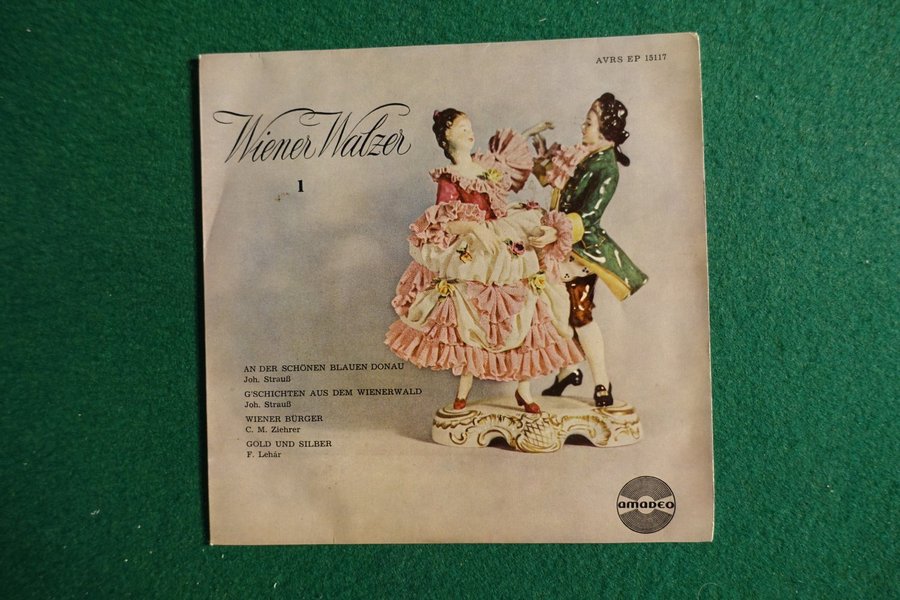 AVRS EP 15117
Wiener Walzer
1
AN DER SCHÖNEN BLAUEN DONAU
Joh. Strauß
G'SCHICHTEN AUS DEM WIENERWALD
Joh. Strauß
WIENER BÜRGER
C. M. Ziehrer
GOLD UND SILBER
F. Lehár
amaDEO